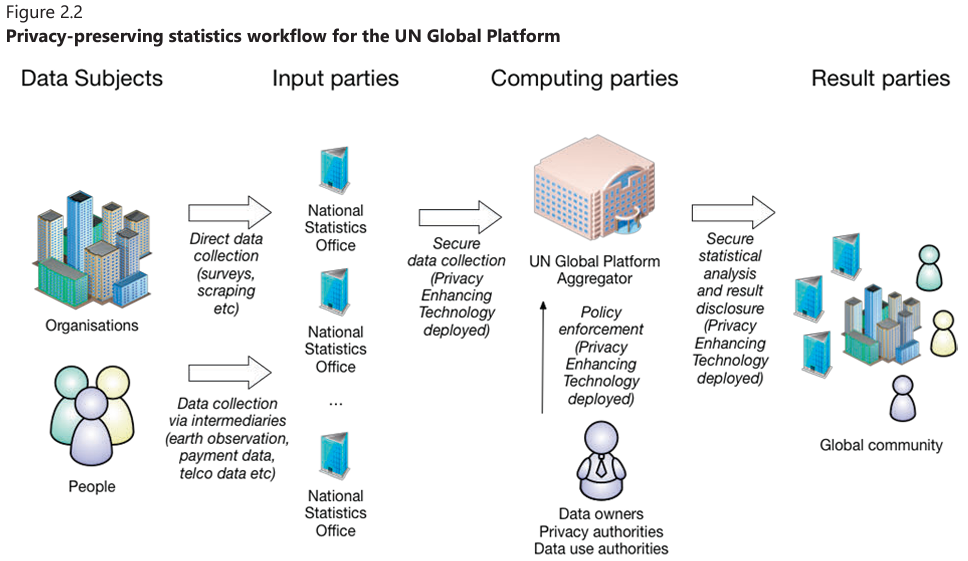 Figure 2.2
Privacy-preserving statistics workflow for the UN Global Platform
Data Subjects
Input parties
Computing parties
Result parties
Organisations
People
Direct data
collection
(surveys,
scraping
etc)
Data collection
via intermediaries
(earth observation,
payment data,
telco data etc)
National
Statistics
Office
National
Statistics
Office
...
National
Statistics
Office
Secure
data collection
(Privacy
Enhancing
Technology
deployed)
UN Global Platform
Aggregator
Policy
enforcement
(Privacy
Enhancing
Technology
deployed)
Data owners
Privacy authorities
Data use authorities
Secure
statistical
analysis
and result
disclosure
(Privacy
Enhancing
Technology
deployed)
Global community